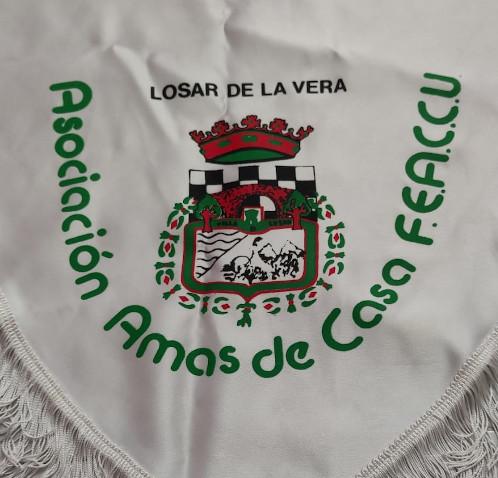 LOSAR DE LA VERA
Asociación Amas de Casa F.E.A.C.C.U